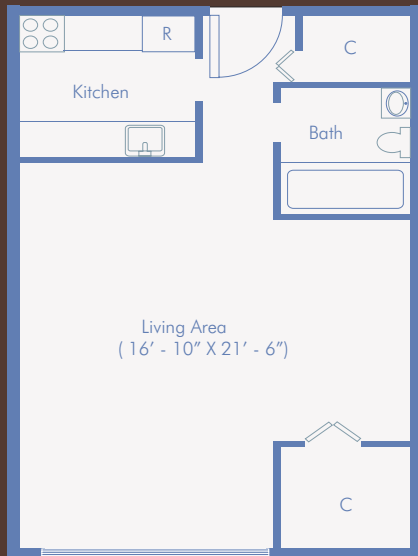 R
C
Kitchen
Bath
Living Area
( 16’ - 10” X 21’ - 6”)
C